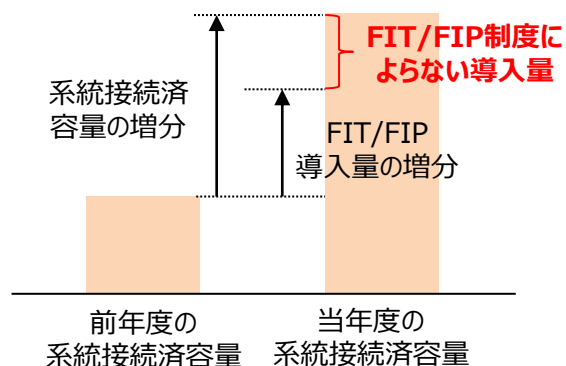 FIT/FIP制度に
よらない導入量
系統接続済
容量の増分
FIT/FIP
導入量の増分
前年度の
系統接続済容量
当年度の
系統接続済容量